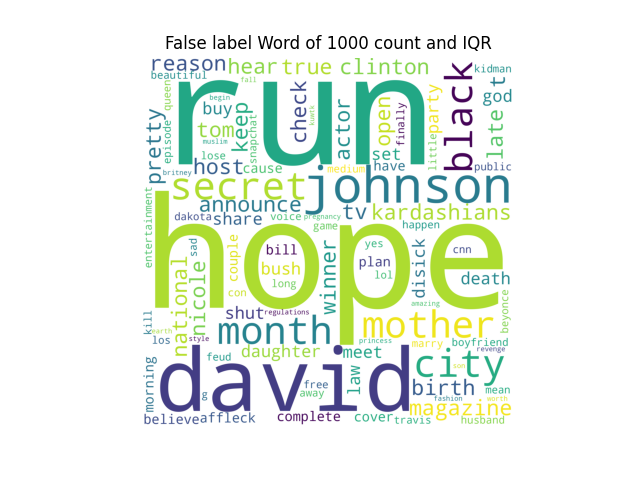 False label Word of 1000 count and IQR
reason
hear
true
clinton
kidman
beautiful
run
black
t
god
queen
buy
keep
check
actor
open
party
late
pretty
episode
tom
snapchat
finally
little
begin
fall
kuwtk
muslim
lose
set
host
cause
medium
have
public
britney
secret
johnson
announce
dakota
share
voice
pregnancy
tv
kardashians
game
happen
entertainment
hope
sad
couple
bill
yes
cnn
bush
plan
disick
death
long
lol
winner
national
nicole
con
amazing
beyonce
shut
regulations
kill
earth
los
month
mother
style
princess
marry
boyfriend
revenge
feud
daughter
meet
city
son
morning
david
law
free
away
g
birth
mean
fashion
worth
magazine
believe
affleck
complete
cover
travis
husband